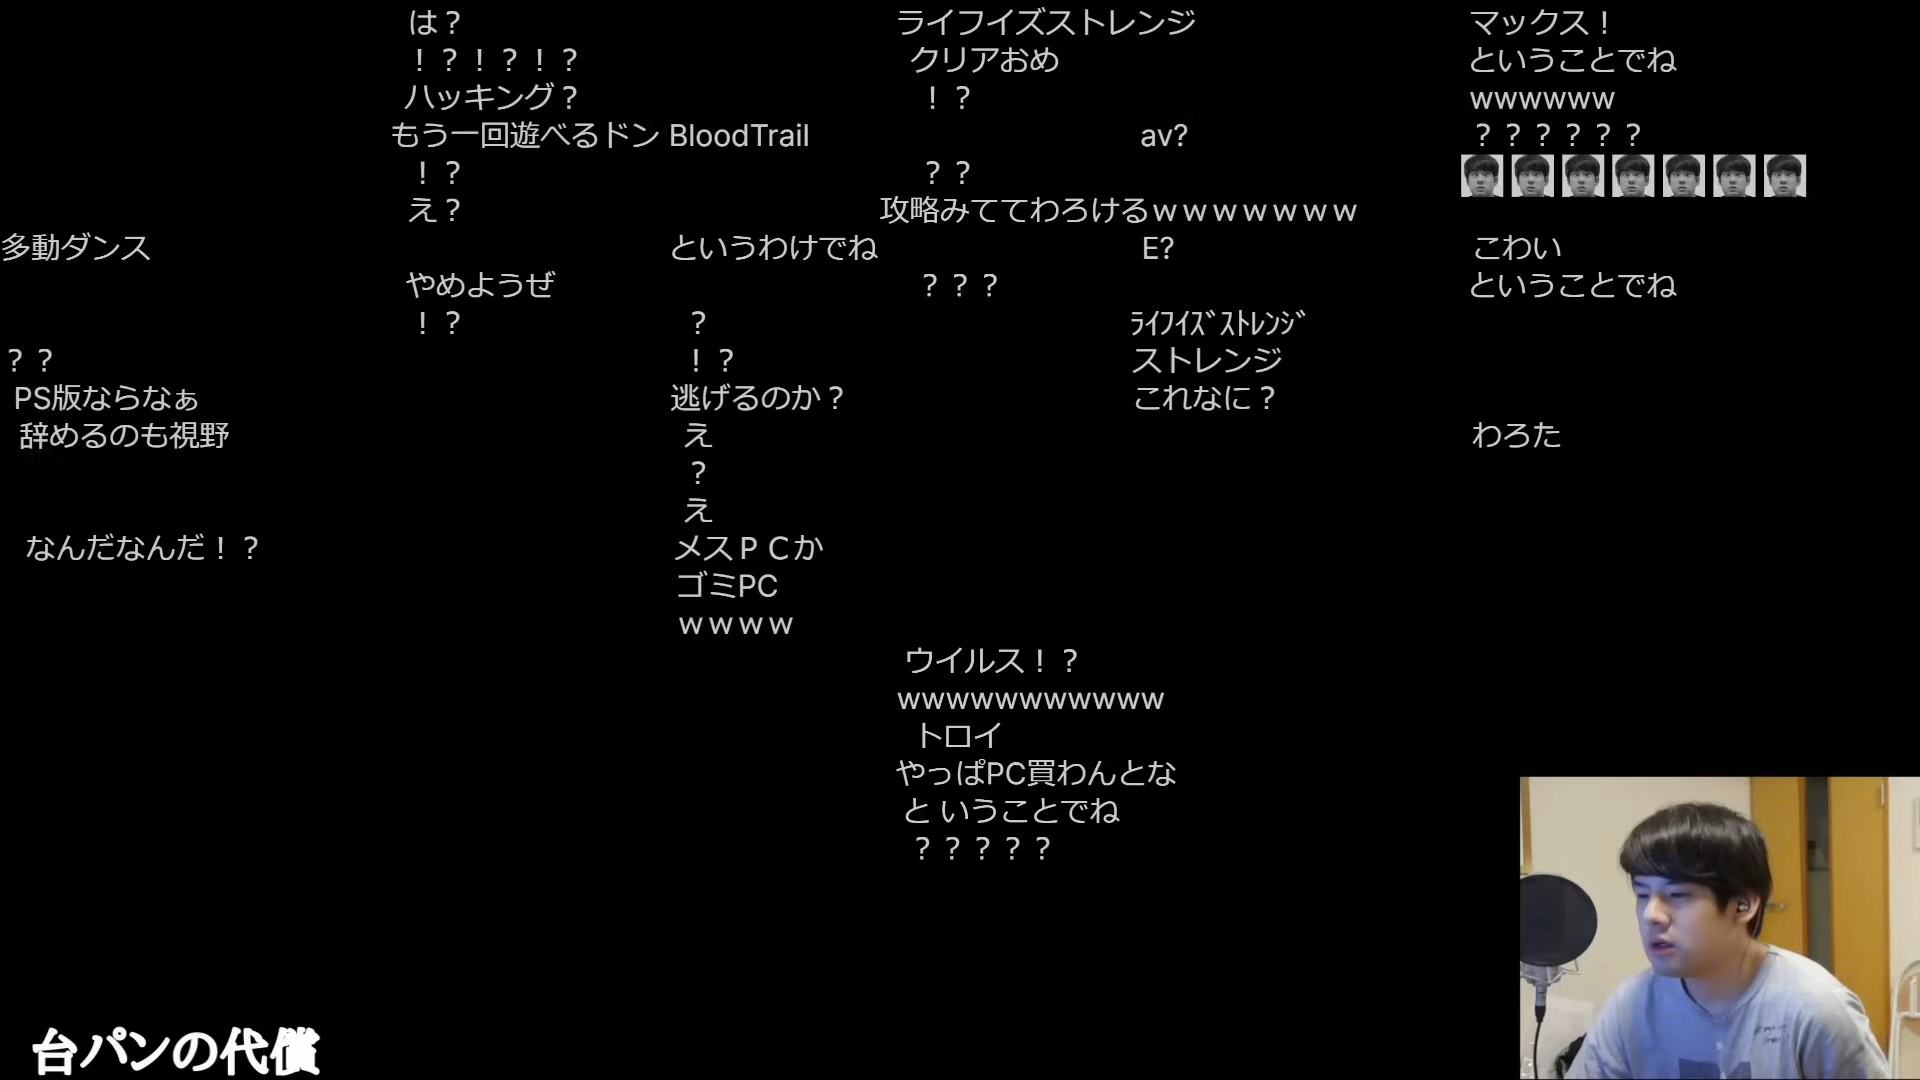 は？
ライフイズストレンジ
マックス！
！？！？！？
クリアおめ
ということでね
ハッキング？
！？
wwwwww
もう一回遊べるドン
BloodTrail
av?
？？？？？？
！？
？？
え？
攻略みててわろけるｗｗｗｗｗｗｗ
多動ダンス
というわけでね
E?
こわい
やめようぜ
？？？
ということでね
！？
？
ﾗｲﾌｲｽﾞｽﾄﾚﾝｼﾞ
？？
！？
ストレンジ
PS版ならなぁ
逃げるのか？
これなに？
辞めるのも視野
え
わろた
？
え
なんだなんだ！？
メスＰＣか
ゴミPC
ｗｗｗｗ
ウイルス！？
wwwwwwwwwww
トロイ
やっぱPC買わんとな
と いうことでね
？？？？？
台パンの代償